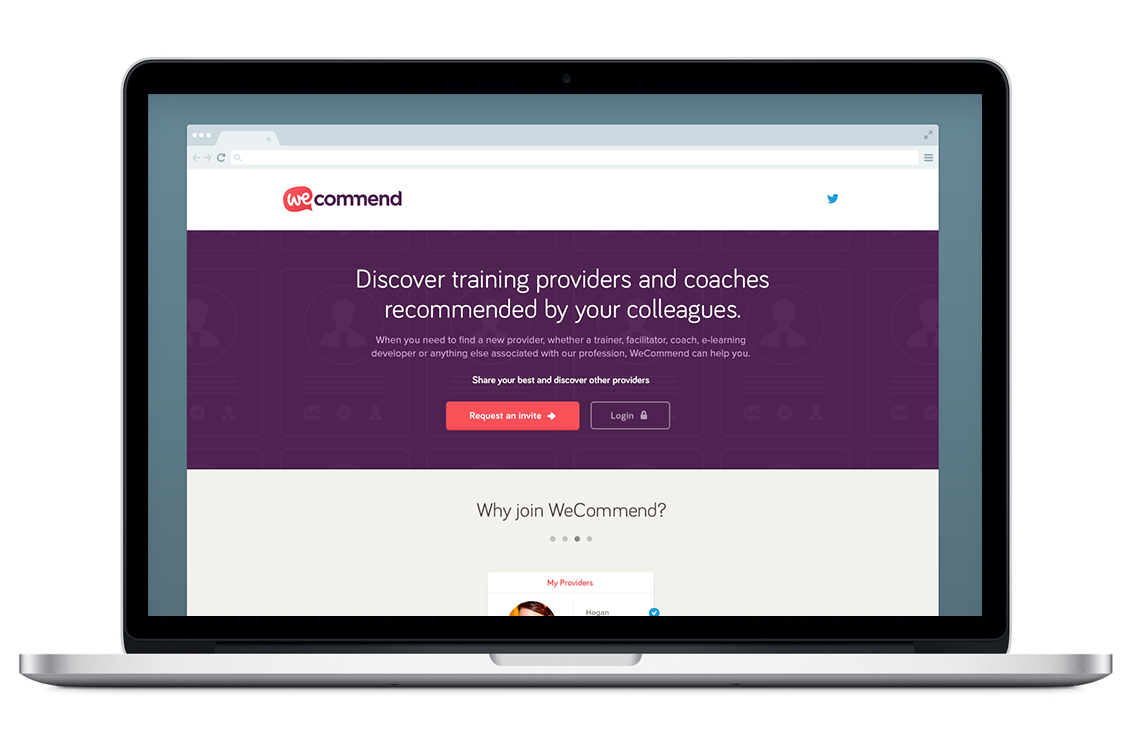 wecommend
Discover training providers and coaches
recommended by your colleagues.
When you need to find a new provider, whether a trainer, facilitator, coach, e-learning
developer or anything else associated with our profession, WeCommend can help you.
Share your best and discover other providers
Request an invite
Login
Why join WeCommend?
My Providers
Hogan